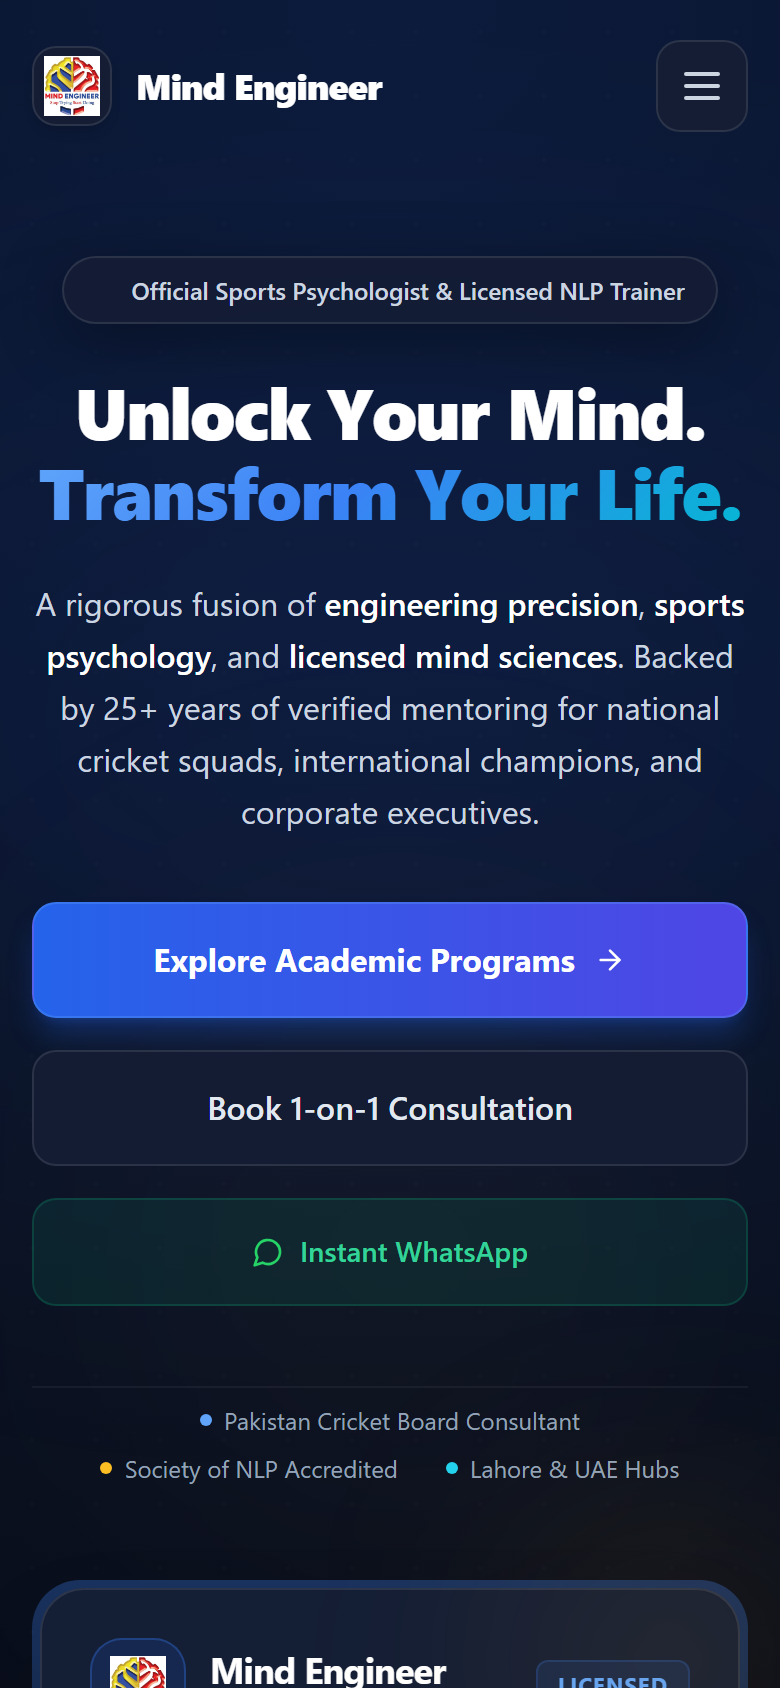 MIND ENGINEER
Mind Engineer
Official Sports Psychologist & Licensed NLP Trainer
Unlock Your Mind.
Transform Your Life.
A rigorous fusion of engineering precision, sports
psychology, and licensed mind sciences. Backed
by 25+ years of verified mentoring for national
cricket squads, international champions, and
corporate executives.
Explore Academic Programs
Book 1-on-1 Consultation
Instant WhatsApp
Pakistan Cricket Board Consultant
Society of NLP Accredited
Lahore & UAE Hubs
Mind Engineer
LICENSED